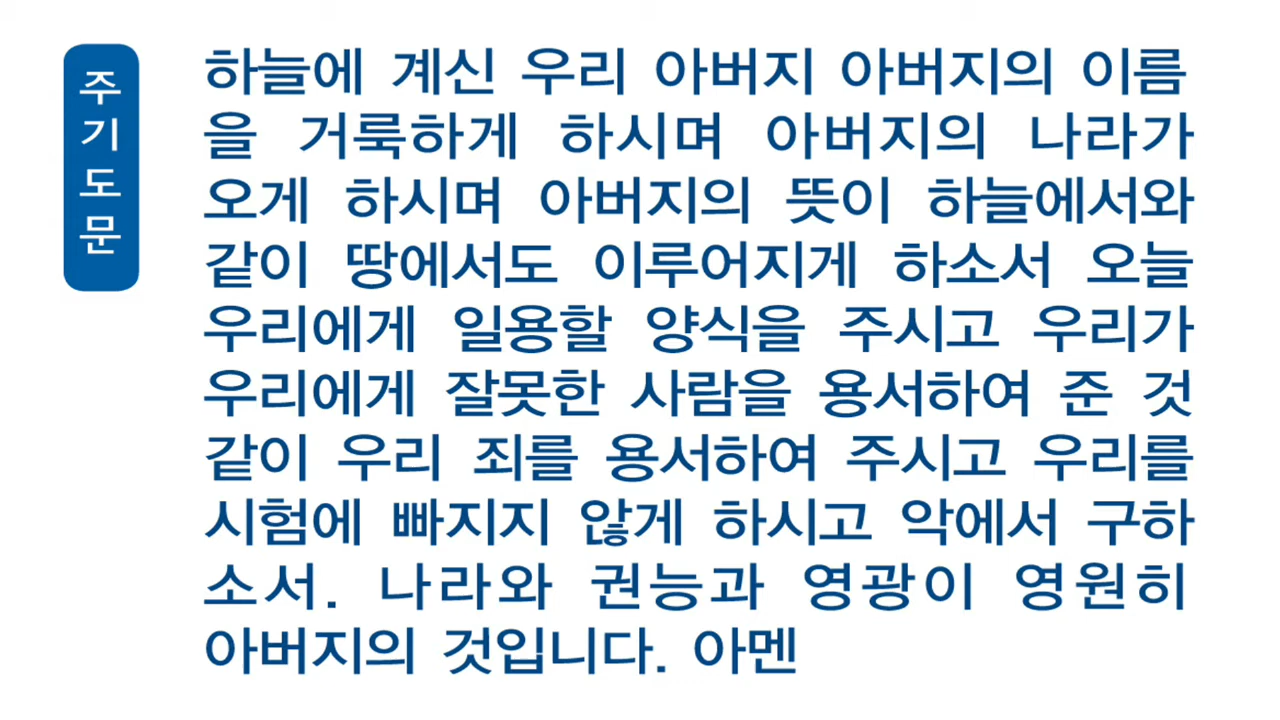 주기도문
하늘에 계신 우리 아버지 아버지의 이름
을 거룩하게 하시며 아버지의 나라가
오게 하시며 아버지의 뜻이 하늘에서와
같이 땅에서도 이루어지게 하소서 오늘
우리에게 일용할 양식을 주시고 우리가
우리에게 잘못한 사람을 용서하여 준 것
같이 우리 죄를 용서하여 주시고 우리를
시험에 빠지지 않게 하시고 악에서 구하
소서. 나라와 권능과 영광이 영원히
아버지의 것입니다. 아멘